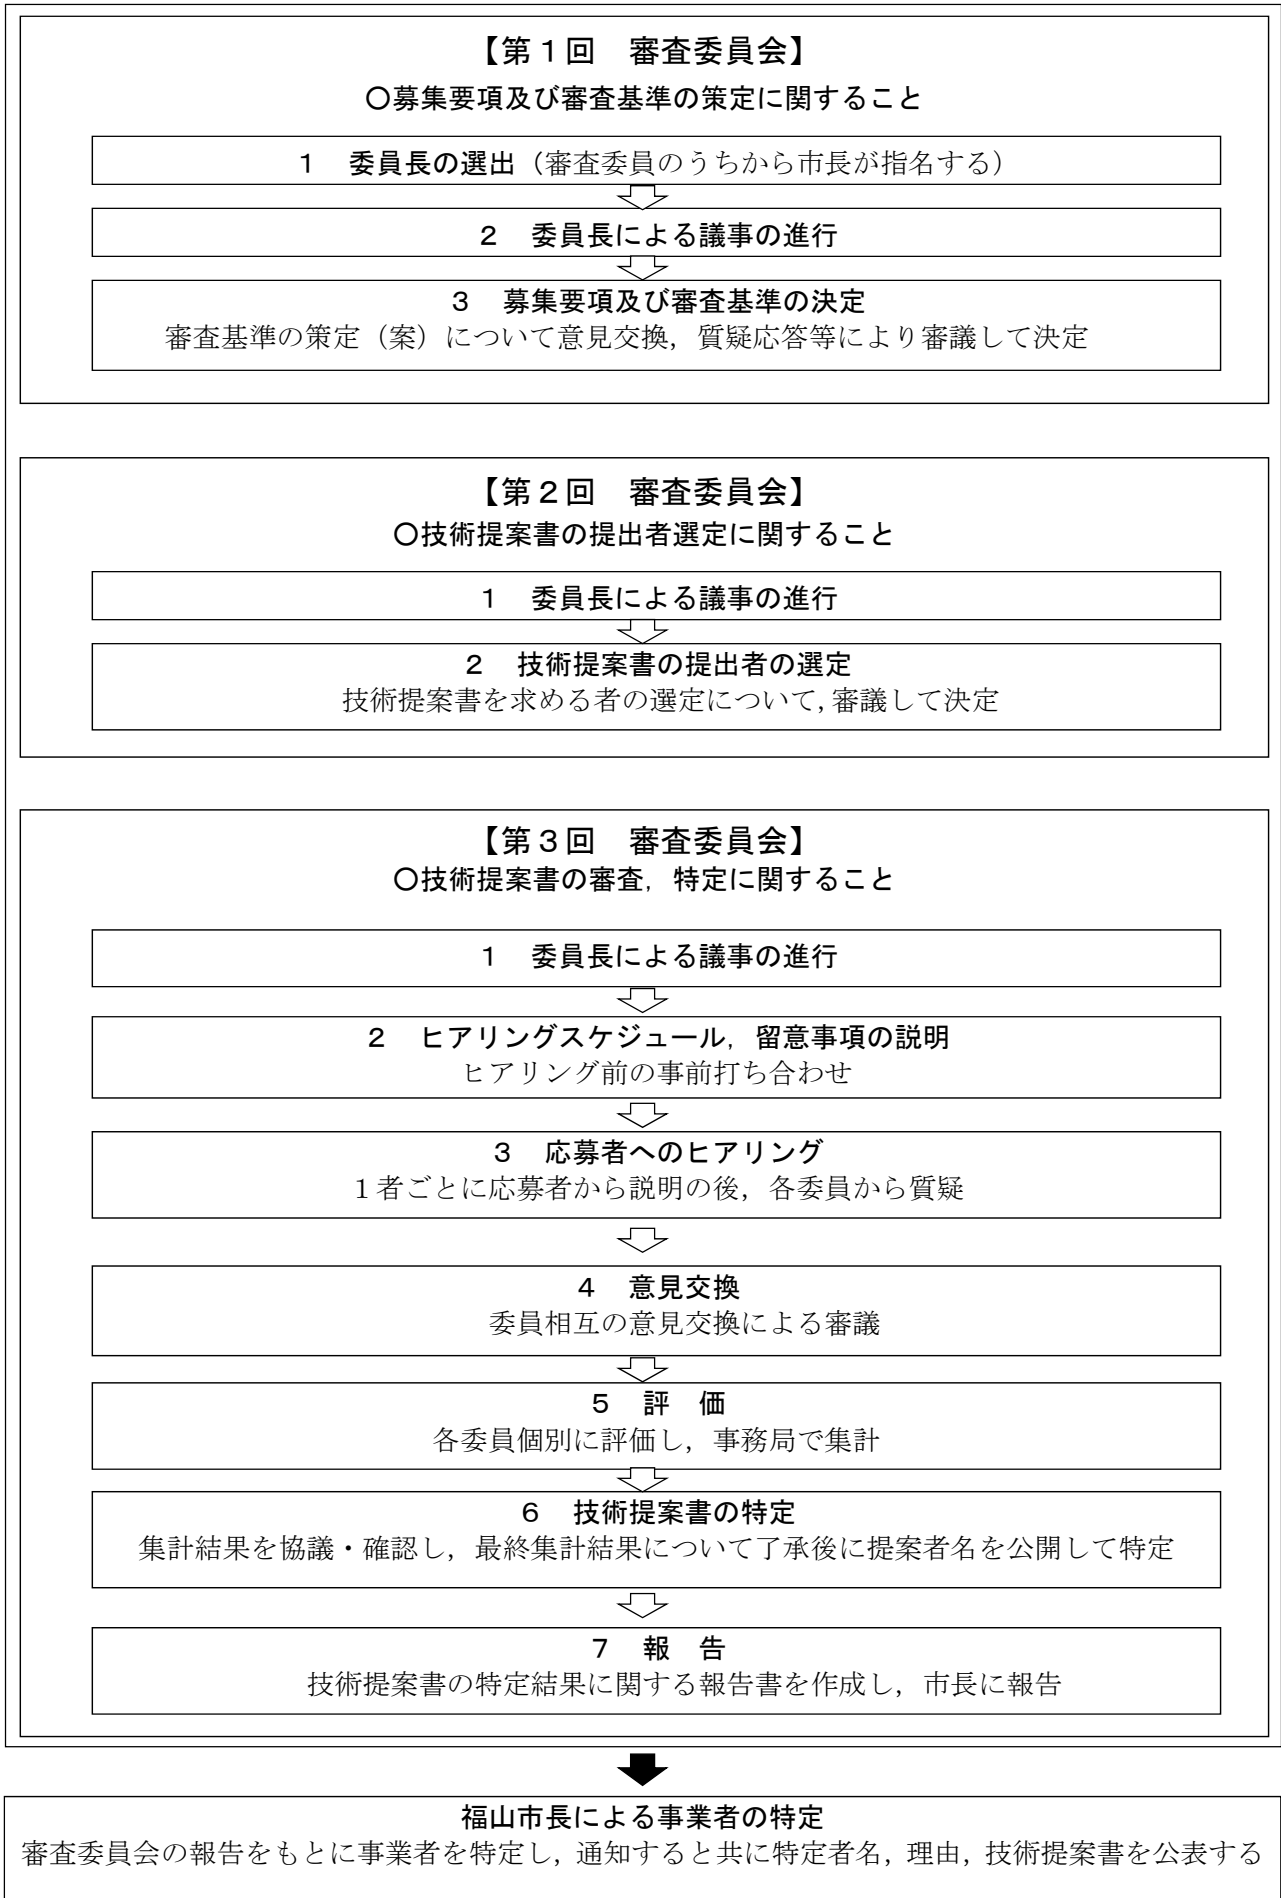 【第１回　審査委員会】
〇募集要項及び審査基準の策定に関すること
１　委員長の選出（審査委員のうちから市長が指名する）
２　委員長による議事の進行
３　募集要項及び審査基準の決定
審査基準の策定（案）について意見交換，質疑応答等により審議して決定
【第２回　審査委員会】
〇技術提案書の提出者選定に関すること
１　委員長による議事の進行
２　技術提案書の提出者の選定
技術提案書を求める者の選定について，審議して決定
【第３回　審査委員会】
〇技術提案書の審査，特定に関すること
１　委員長による議事の進行
２　ヒアリングスケジュール，留意事項の説明
ヒアリング前の事前打ち合わせ
３　応募者へのヒアリング
１者ごとに応募者から説明の後，各委員から質疑
４　意見交換
委員相互の意見交換による審議
５　評　価
各委員個別に評価し，事務局で集計
６　技術提案書の特定
集計結果を協議・確認し，最終集計結果について了承後に提案者名を公開して特定
７　報　告
技術提案書の特定結果に関する報告書を作成し，市長に報告
福山市長による事業者の特定
審査委員会の報告をもとに事業者を特定し，通知すると共に特定者名，理由，技術提案書を公表する